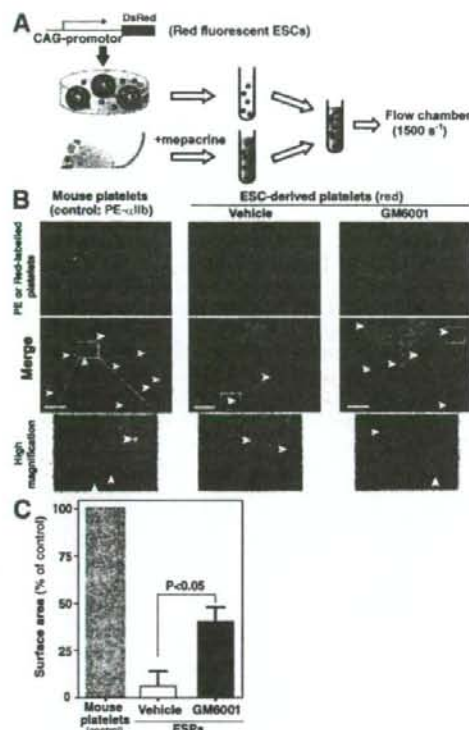 A
DsRed
CAG-promotor
(Red fluorescent ESCs)
+mepacrine
Flow chamber
(1500 s⁻¹)
B
Mouse platelets
(control: PE-αIIb)
ESC-derived platelets (red)
Vehicle
GM6001
PE or Red-labelled
platelets
Merge
High
magnification
C
Surface area (% of control)
100
75
50
25
0
P<0.05
Mouse
platelets
(control)
Vehicle
GM6001
ESPs